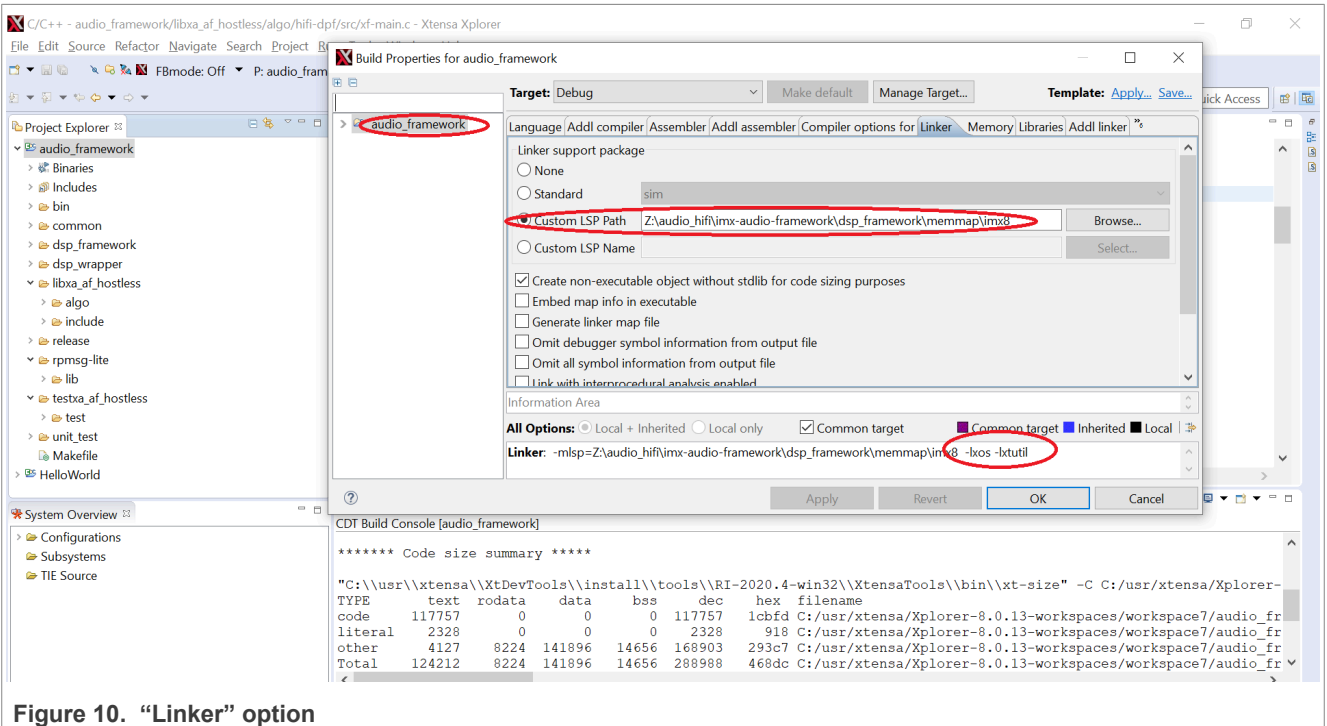 C/C++ - audio_framework/libxa_af_hostless/algo/hifi-dpf/src/xf-main.c - Xtensa Xplorer
File Edit Source Refactor Navigate Search Project
FBmode: Off P: audio_fram
Quick Access
Project Explorer
audio_framework
Binaries
Includes
bin
common
dsp_framework
dsp_wrapper
libxa_af_hostless
algo
include
release
rpmsg-lite
lib
testxa_af_hostless
test
unit_test
Makefile
HelloWorld
System Overview
Configurations
Subsystems
TIE Source
Build Properties for audio_framework
audio_framework
Target: Debug Make default Manage Target... Template: Apply... Save...
Language Addl compiler Assembler Addl assembler Compiler options for Linker Memory Libraries Addl linker
Linker support package
None
Standard sim
Custom LSP Path Z:\audio_hifi\imx-audio-framework\dsp_framework\memmap\imx8 Browse...
Custom LSP Name Select...
Create non-executable object without stdlib for code sizing purposes
Embed map info in executable
Generate linker map file
Omit debugger symbol information from output file
Omit all symbol information from output file
Link with interprocedural analysis enabled
Information Area
All Options: Local + Inherited Local only Common target Common target Inherited Local
Linker: -mlsp=Z:\audio_hifi\imx-audio-framework\dsp_framework\memmap\imx8 -lxos -lxtutil
Apply Revert OK Cancel
CDT Build Console [audio_framework]
******* Code size summary *****
"C:\\usr\\xtensa\\XtDevTools\\install\\tools\\RI-2020.4-win32\\XtensaTools\\bin\\xt-size" -C C:/usr/xtensa/Xplorer-
TYPE text rodata data bss dec hex filename
code 117757 0 0 0 117757 1cbfd C:/usr/xtensa/Xplorer-8.0.13-workspaces/workspace7/audio_fr
literal 2328 0 0 0 2328 918 C:/usr/xtensa/Xplorer-8.0.13-workspaces/workspace7/audio_fr
other 4127 8224 141896 14656 168903 293c7 C:/usr/xtensa/Xplorer-8.0.13-workspaces/workspace7/audio_fr
Total 124212 8224 141896 14656 288988 468dc C:/usr/xtensa/Xplorer-8.0.13-workspaces/workspace7/audio_fr
Figure 10. “Linker” option